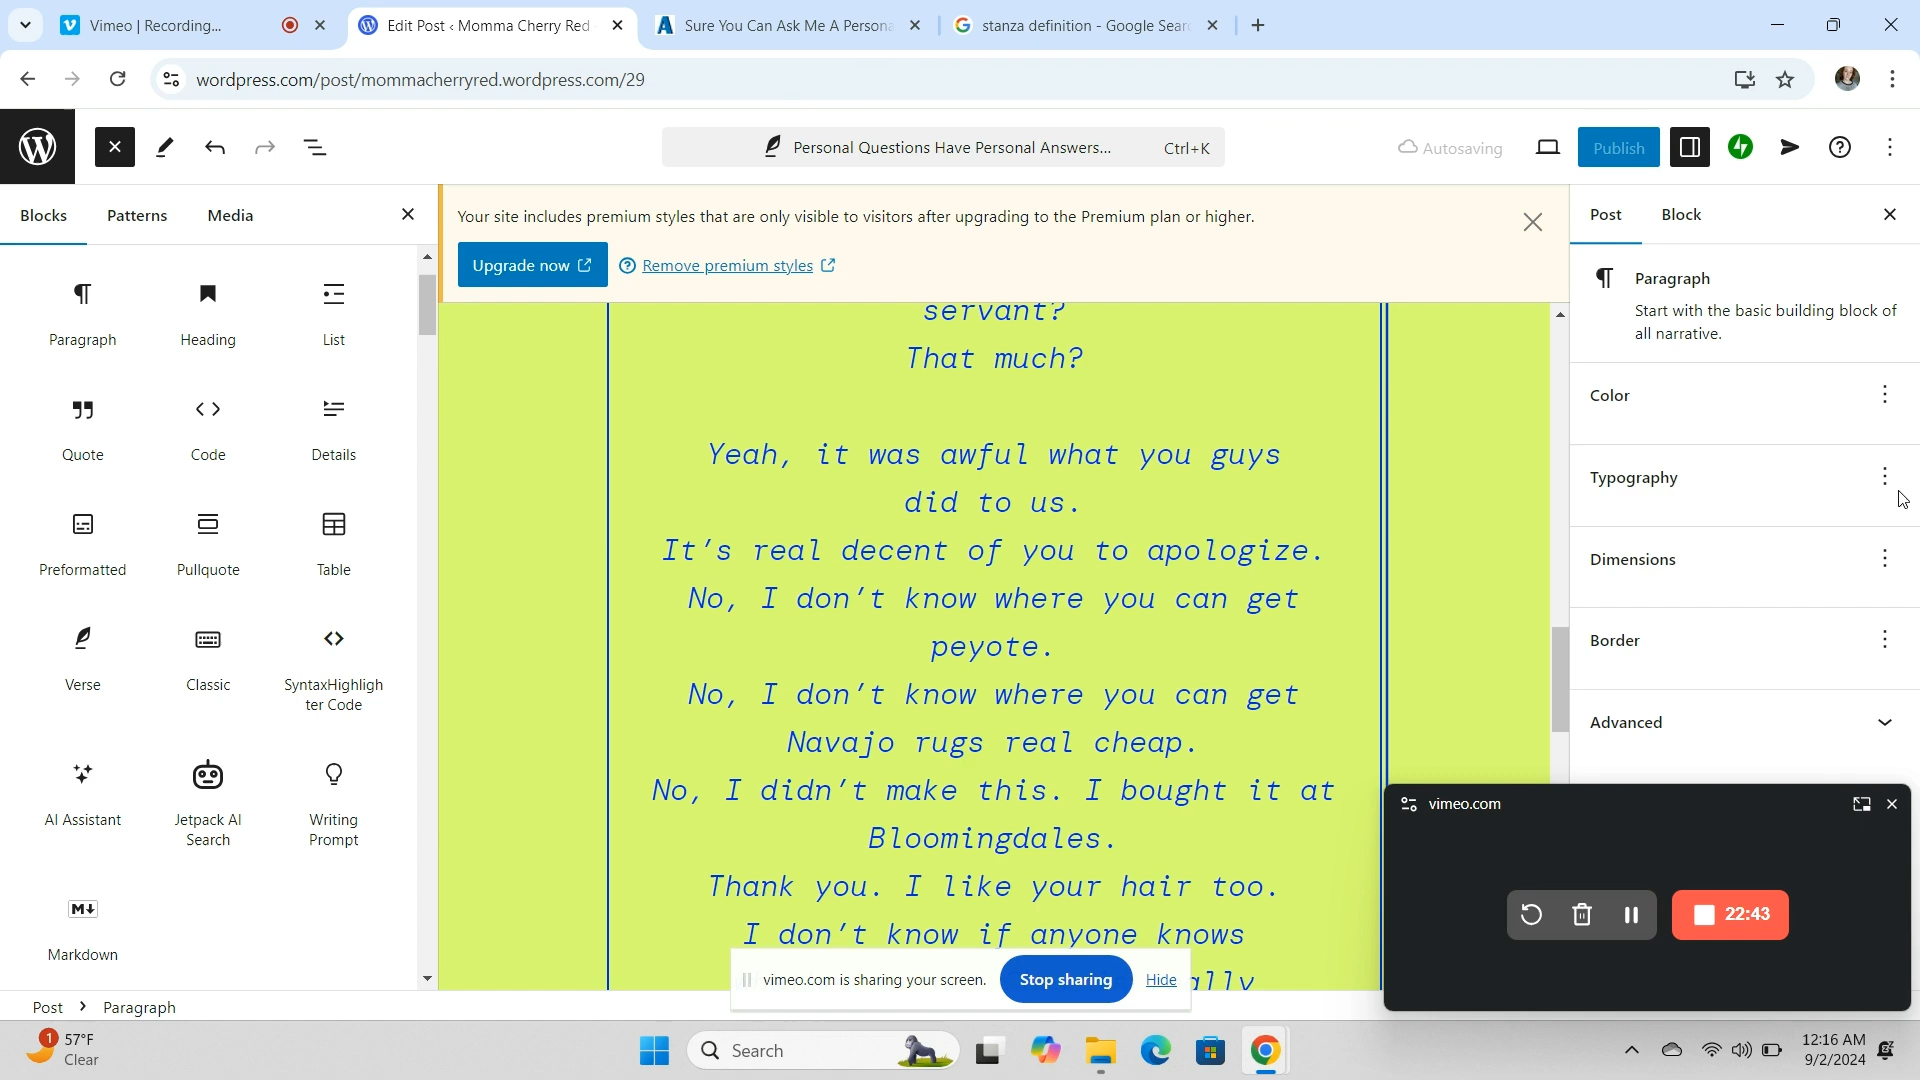 Vimeo | Recording...
Edit Post ‹ Momma Cherry Red
Sure You Can Ask Me A Persona
stanza definition - Google Sear
wordpress.com/post/mommacherryred.wordpress.com/29
Personal Questions Have Personal Answers... Ctrl+K
Autosaving
Publish
Blocks Patterns Media
Your site includes premium styles that are only visible to visitors after upgrading to the Premium plan or higher.
Upgrade now
Remove premium styles
Post Block
Paragraph
Start with the basic building block of
all narrative.
Color
Typography
Dimensions
Border
Advanced
Paragraph Heading List
Quote Code Details
Preformatted Pullquote Table
Verse Classic SyntaxHighligh
ter Code
AI Assistant Jetpack AI Writing
Search Prompt
M↓
Markdown
servant?
That much?
Yeah, it was awful what you guys
did to us.
It's real decent of you to apologize.
No, I don't know where you can get
peyote.
No, I don't know where you can get
Navajo rugs real cheap.
No, I didn't make this. I bought it at
Bloomingdales.
Thank you. I like your hair too.
I don't know if anyone knows
vimeo.com
22:43
vimeo.com is sharing your screen.
Stop sharing
Hide
Post › Paragraph
1
57°F
Clear
Search
12:16 AM
9/2/2024